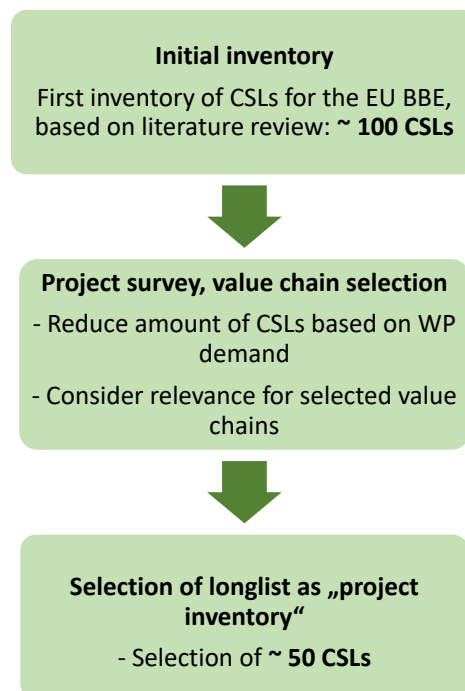 Initial inventory
First inventory of CSLs for the EU BBE,
based on literature review: ~ 100 CSLs
Project survey, value chain selection
- Reduce amount of CSLs based on WP
demand
- Consider relevance for selected value
chains
Selection of longlist as „project
inventory“
- Selection of ~ 50 CSLs